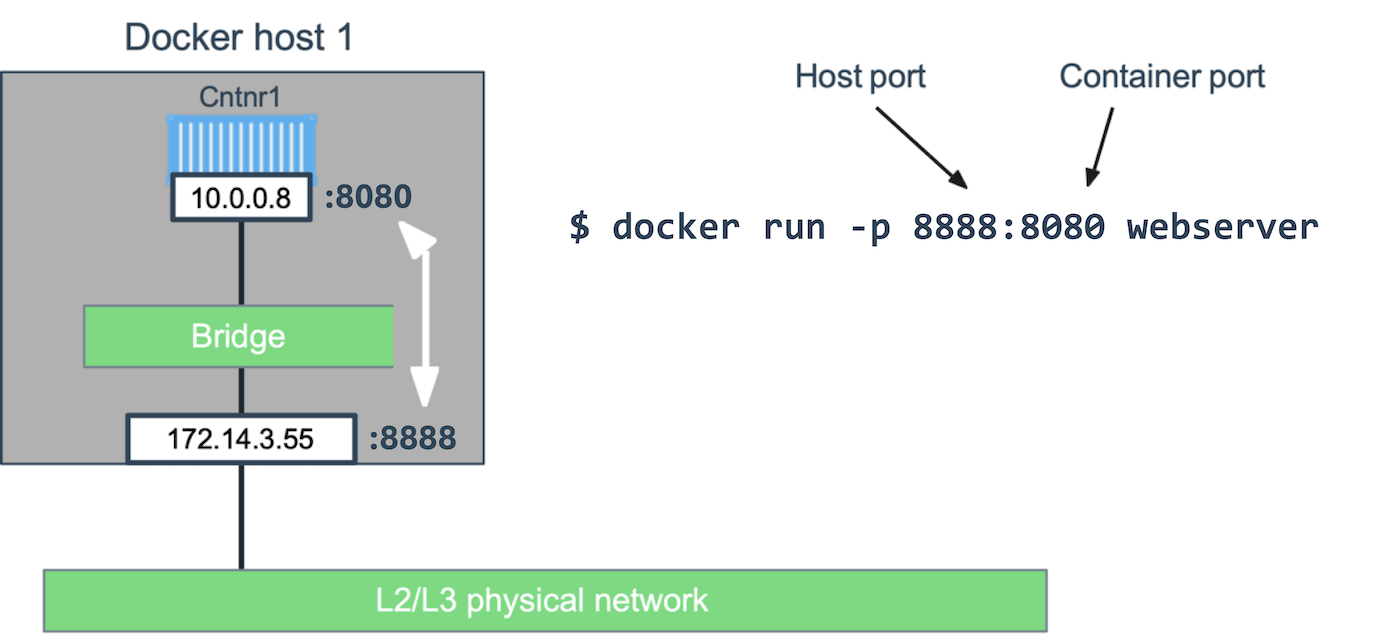 Docker host 1
Cntnr1
10.0.0.8 :8080
Bridge
172.14.3.55 :8888
L2/L3 physical network
Host port
Container port
$ docker run -p 8888:8080 webserver